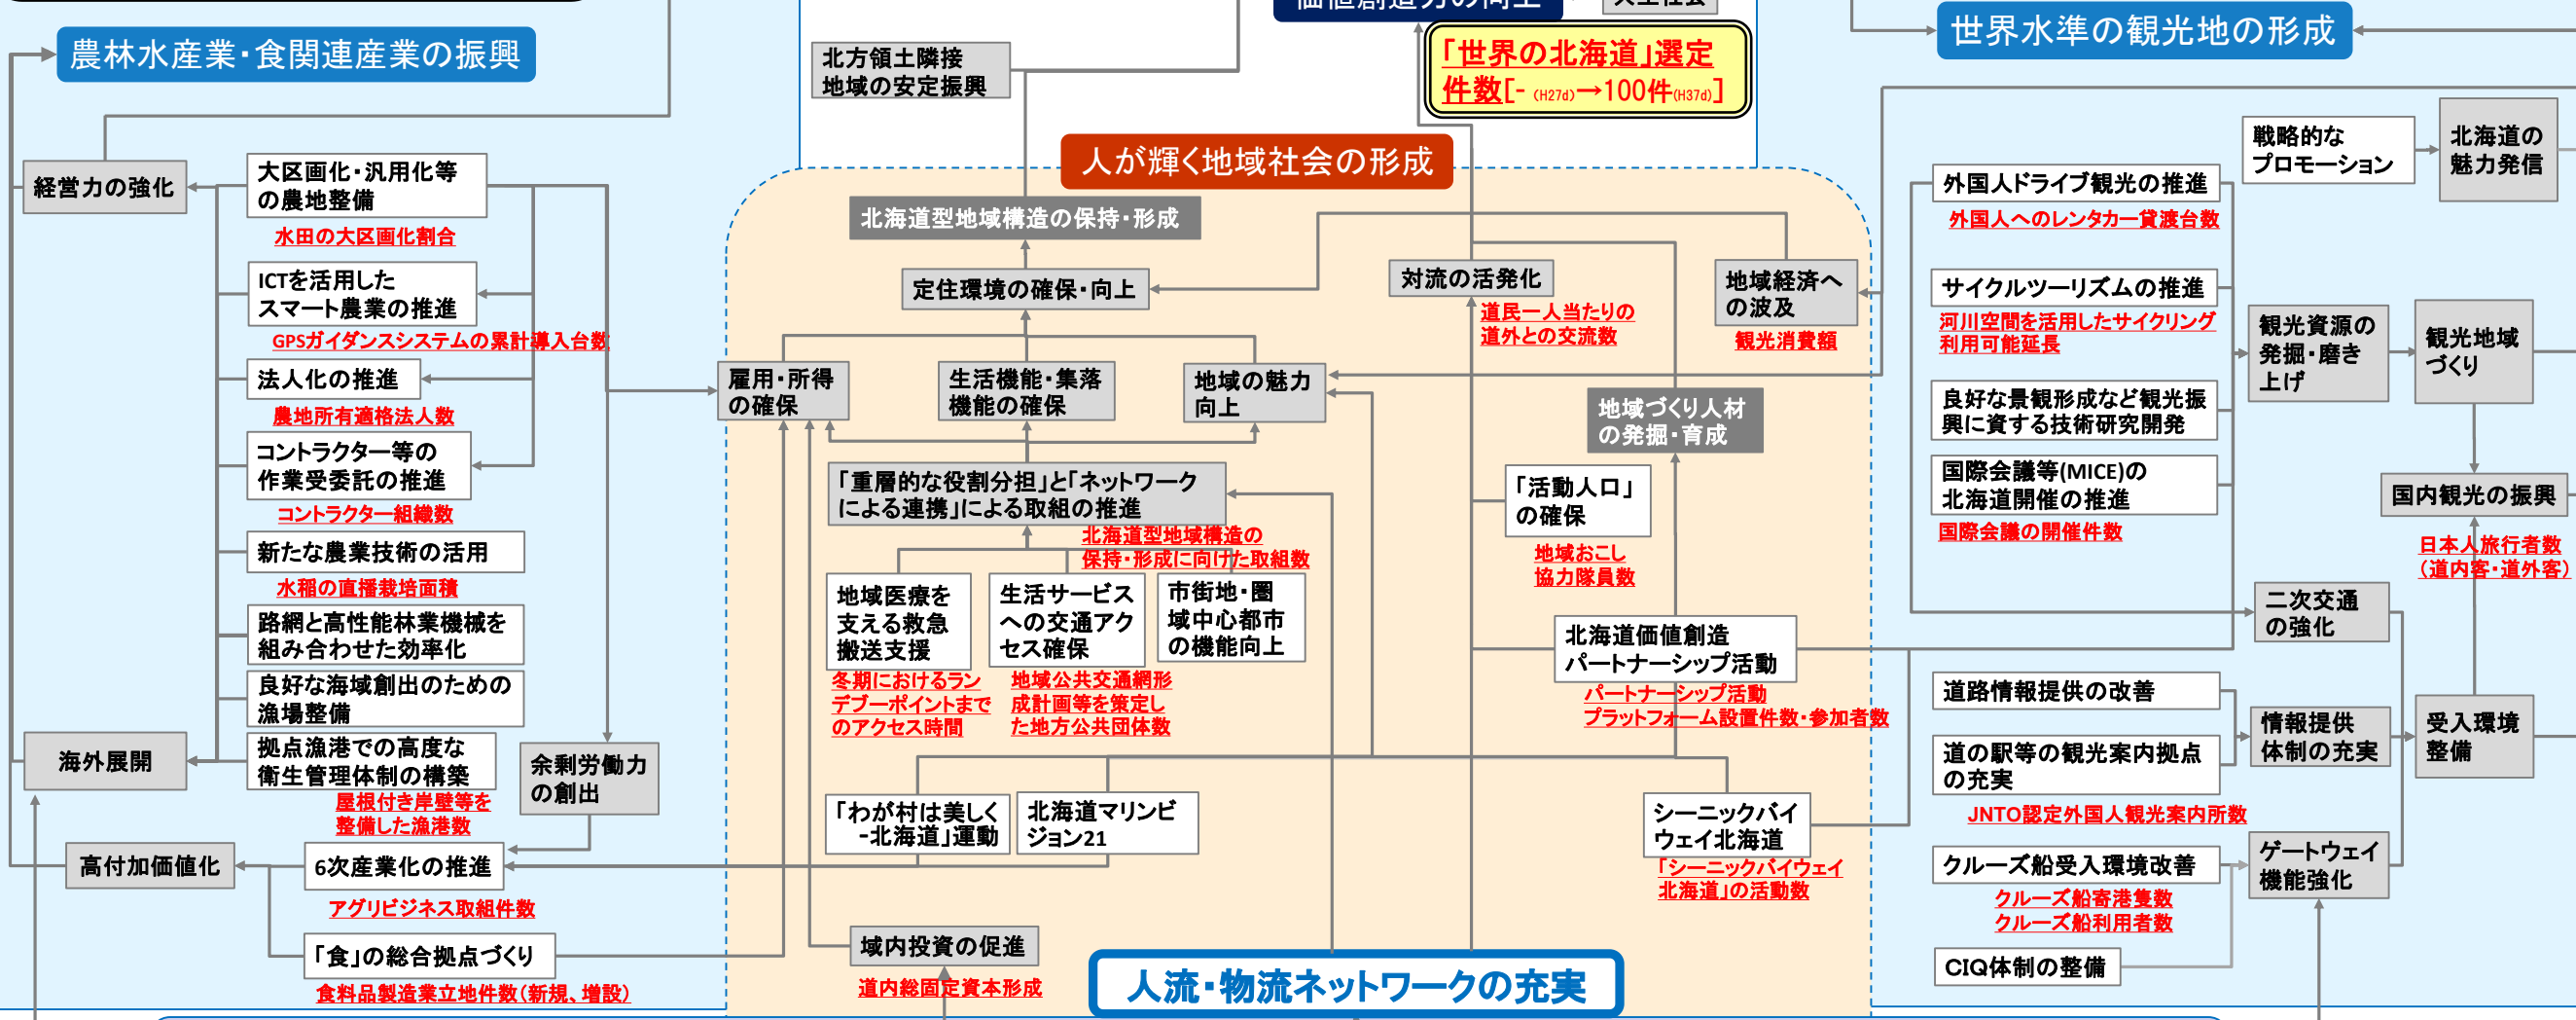 農林水産業・食関連産業の振興
経営力の強化
大区画化・汎用化等
の農地整備
水田の大区画化割合
ICTを活用した
スマート農業の推進
GPSガイダンスシステムの累計導入台数
法人化の推進
農地所有適格法人数
コントラクター等の
作業受委託の推進
コントラクター組織数
新たな農業技術の活用
水稲の直播栽培面積
路網と高性能林業機械を
組み合わせた効率化
良好な海域創出のための
漁場整備
海外展開
拠点漁港での高度な
衛生管理体制の構築
屋根付き岸壁等を
整備した漁港数
余剰労働力
の創出
高付加価値化
6次産業化の推進
アグリビジネス取組件数
「食」の総合拠点づくり
食料品製造業立地件数（新規、増設）
価値創造力の向上
北方領土隣接
地域の安定振興
「世界の北海道」選定
件数[- (H27d)→100件(H37d)]
人が輝く地域社会の形成
北海道型地域構造の保持・形成
定住環境の確保・向上
対流の活発化
道民一人当たりの
道外との交流数
地域経済へ
の波及
観光消費額
雇用・所得
の確保
生活機能・集落
機能の確保
地域の魅力
向上
地域づくり人材
の発掘・育成
「重層的な役割分担」と「ネットワーク
による連携」による取組の推進
北海道型地域構造の
保持・形成に向けた取組数
「活動人口」
の確保
地域おこし
協力隊員数
地域医療を
支える救急
搬送支援
冬期におけるラン
デブーポイントまで
のアクセス時間
生活サービス
への交通アク
セス確保
地域公共交通網形
成計画等を策定し
た地方公共団体数
市街地・圏
域中心都市
の機能向上
北海道価値創造
パートナーシップ活動
パートナーシップ活動
プラットフォーム設置件数・参加者数
「わが村は美しく
-北海道」運動
北海道マリンビ
ジョン21
シーニックバイ
ウェイ北海道
「シーニックバイウェイ
北海道」の活動数
域内投資の促進
道内総固定資本形成
人流・物流ネットワークの充実
世界水準の観光地の形成
戦略的な
プロモーション
北海道の
魅力発信
外国人ドライブ観光の推進
外国人へのレンタカー貸渡台数
サイクルツーリズムの推進
河川空間を活用したサイクリング
利用可能延長
良好な景観形成など観光振
興に資する技術研究開発
国際会議等(MICE)の
北海道開催の推進
国際会議の開催件数
観光資源の
発掘・磨き
上げ
観光地域
づくり
国内観光の振興
日本人旅行者数
（道内客・道外客）
二次交通
の強化
道路情報提供の改善
道の駅等の観光案内拠点
の充実
JNTO認定外国人観光案内所数
情報提供
体制の充実
受入環境
整備
クルーズ船受入環境改善
クルーズ船寄港隻数
クルーズ船利用者数
ゲートウェイ
機能強化
CIQ体制の整備